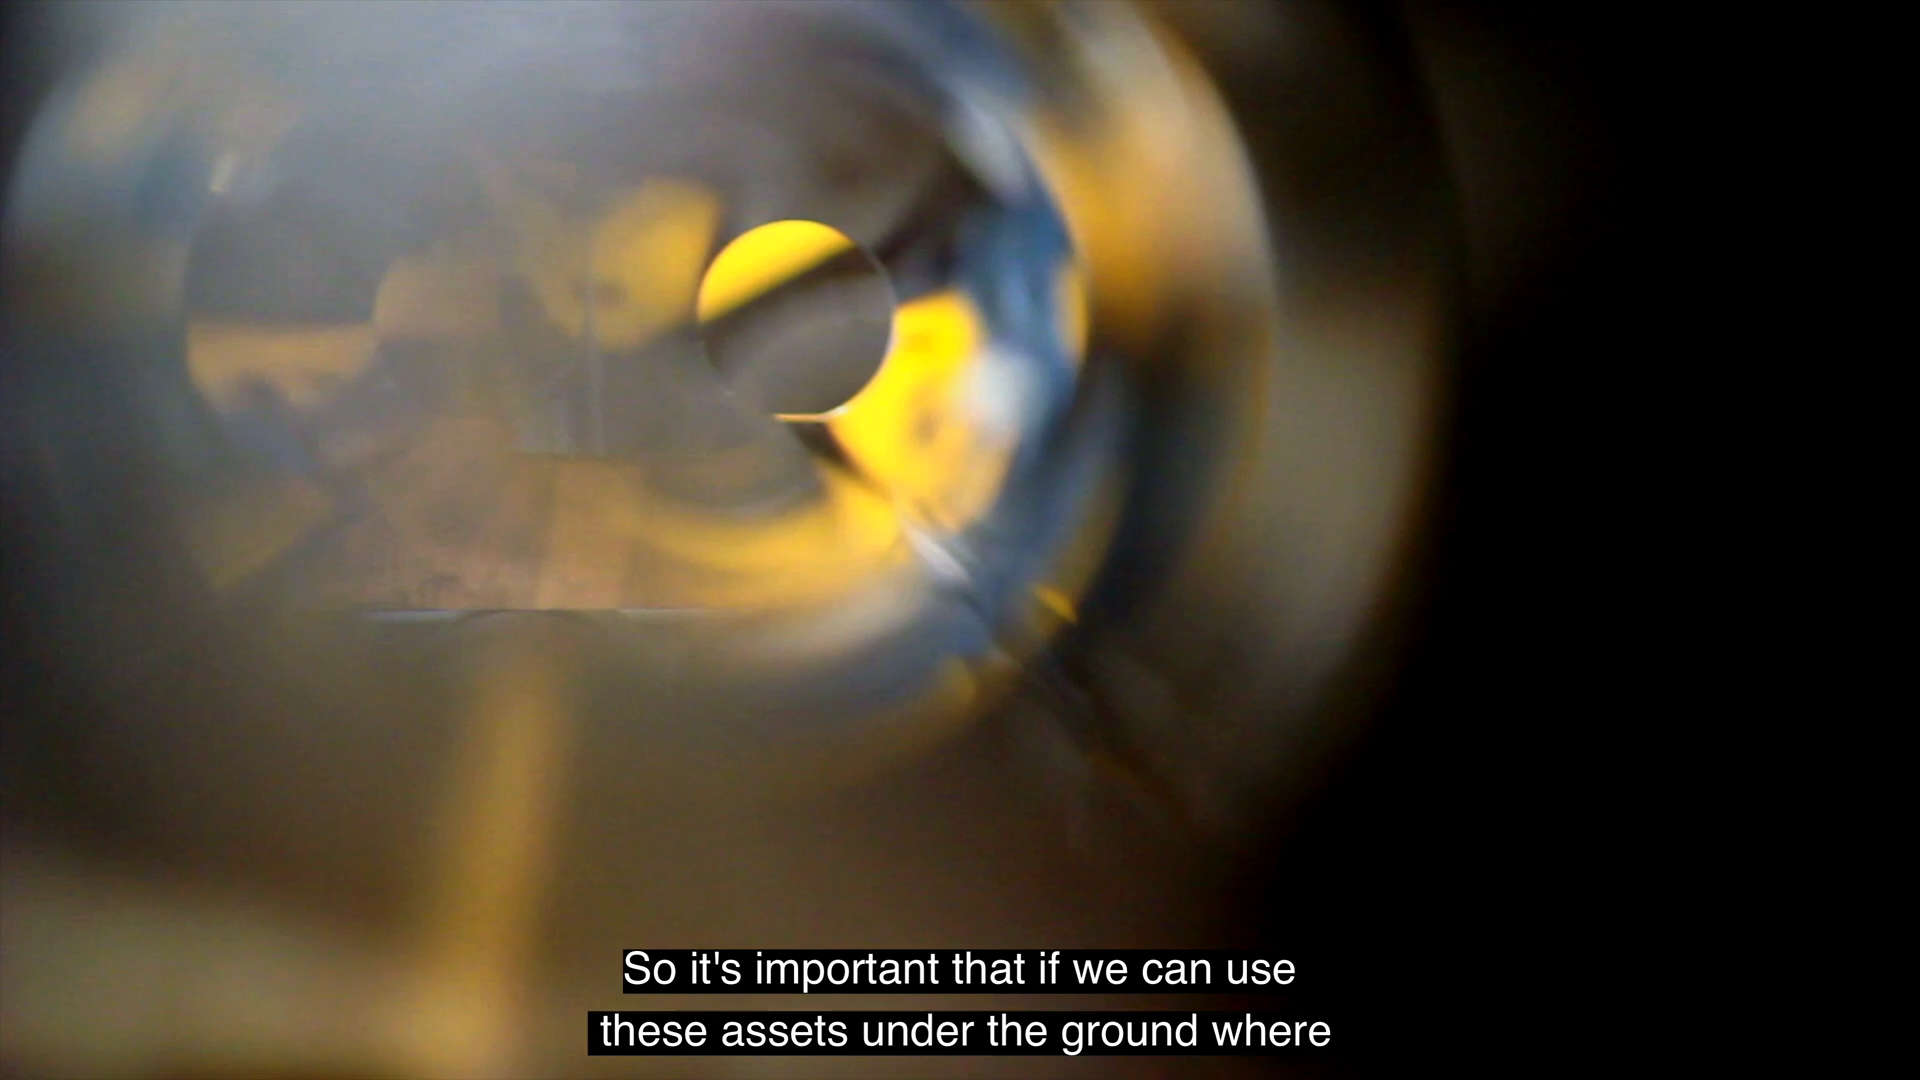 So it's important that if we can use
these assets under the ground where